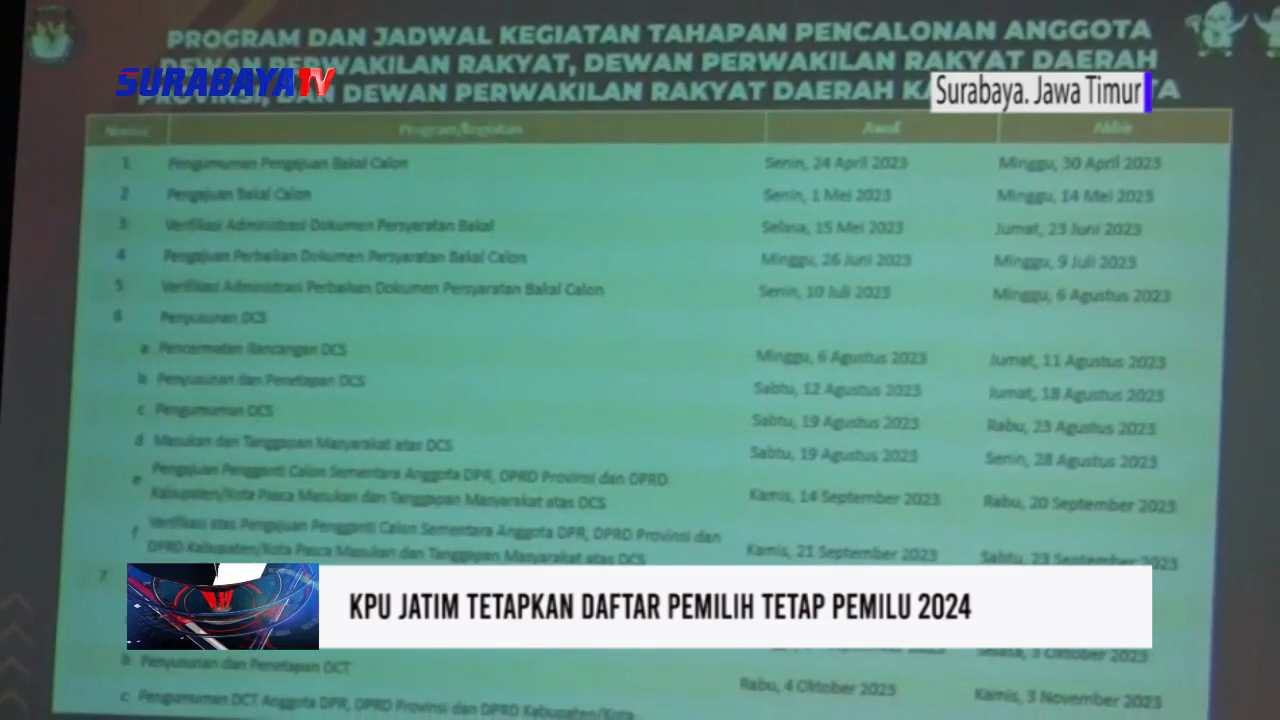 PROGRAM DAN JADWAL KEGIATAN TAHAPAN PENCALONAN ANGGOTA
DEWAN PERWAKILAN RAKYAT, DEWAN PERWAKILAN RAKYAT DAERAH
SURABAYATV
PROVINSI, DAN DEWAN PERWAKILAN RAKYAT DAERAH
Surabaya. Jawa Timur
Nomor Program/Kegiatan Awal Akhir
1 Pengumuman Pengajuan Bakal Calon Senin, 24 April 2023 Minggu, 30 April 2023
2 Pengajuan Bakal Calon Senin, 1 Mei 2023 Minggu, 14 Mei 2023
3 Verifikasi Administrasi Dokumen Persyaratan Bakal Selasa, 15 Mei 2023 Jumat, 23 Juni 2023
4 Pengajuan Perbaikan Dokumen Persyaratan Bakal Calon Minggu, 26 Juni 2023 Minggu, 9 Juli 2023
5 Verifikasi Administrasi Perbaikan Dokumen Persyaratan Bakal Calon Senin, 10 Juli 2023 Minggu, 6 Agustus 2023
6 Penyusunan DCS
a Pencermatan Rancangan DCS Minggu, 6 Agustus 2023 Jumat, 11 Agustus 2023
b Penyusunan dan Penetapan DCS Sabtu, 12 Agustus 2023 Jumat, 18 Agustus 2023
c Pengumuman DCS Sabtu, 19 Agustus 2023 Rabu, 23 Agustus 2023
d Masukan dan Tanggapan Masyarakat atas DCS Sabtu, 19 Agustus 2023 Senin, 28 Agustus 2023
e Pengajuan Pengganti Calon Sementara Anggota DPR, DPRD Provinsi dan DPRD
Kabupaten/Kota Pasca Masukan dan Tanggapan Masyarakat atas DCS Kamis, 14 September 2023 Rabu, 20 September 2023
f Verifikasi atas Pengajuan Pengganti Calon Sementara Anggota DPR, DPRD Provinsi dan
DPRD Kabupaten/Kota Pasca Masukan dan Tanggapan Masyarakat atas DCS Kamis, 21 September 2023 Sabtu, 23 September 2023
7
KPU JATIM TETAPKAN DAFTAR PEMILIH TETAP PEMILU 2024
Selasa, 3 Oktober 2023
b Penyusunan dan Penetapan DCT Rabu, 4 Oktober 2023 Kamis, 3 November 2023
c Pengumuman DCT Anggota DPR, DPRD Provinsi dan DPRD Kabupaten/Kota